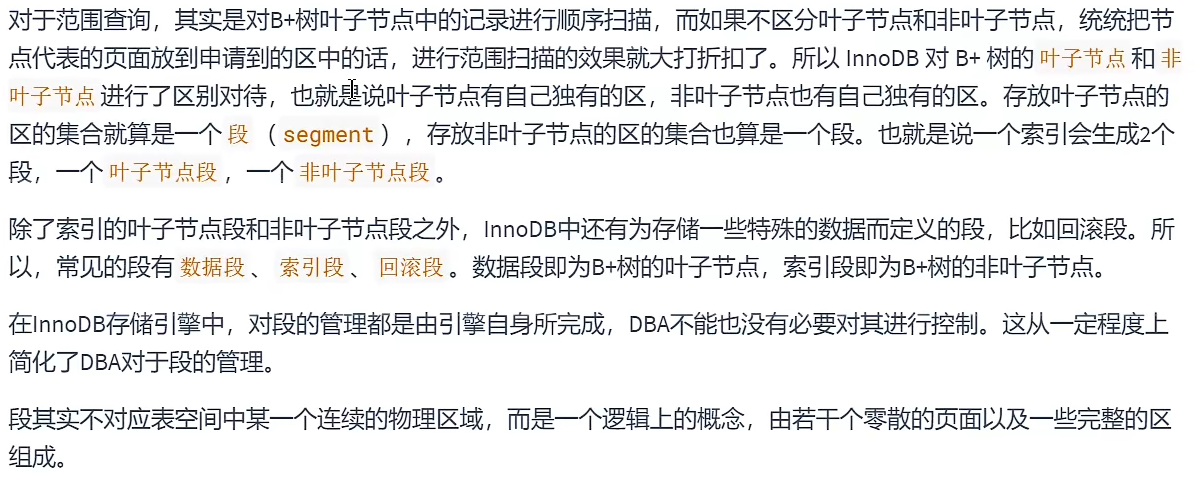 对于范围查询，其实是对B+树叶子节点中的记录进行顺序扫描，而如果不区分叶子节点和非叶子节点，统统把节
点代表的页面放到申请到的区中的话，进行范围扫描的效果就大打折扣了。所以 InnoDB 对 B+ 树的 叶子节点 和 非
叶子节点 进行了区别对待，也就是说叶子节点有自己独有的区，非叶子节点也有自己独有的区。存放叶子节点的
区的集合就算是一个 段 （ segment ），存放非叶子节点的区的集合也算是一个段。也就是说一个索引会生成2个
段，一个 叶子节点段 ，一个 非叶子节点段 。
除了索引的叶子节点段和非叶子节点段之外，InnoDB中还有为存储一些特殊的数据而定义的段，比如回滚段。所
以，常见的段有 数据段 、 索引段 、 回滚段 。数据段即为B+树的叶子节点，索引段即为B+树的非叶子节点。
在InnoDB存储引擎中，对段的管理都是由引擎自身所完成，DBA不能也没有必要对其进行控制。这从一定程度上
简化了DBA对于段的管理。
段其实不对应表空间中某一个连续的物理区域，而是一个逻辑上的概念，由若干个零散的页面以及一些完整的区
组成。